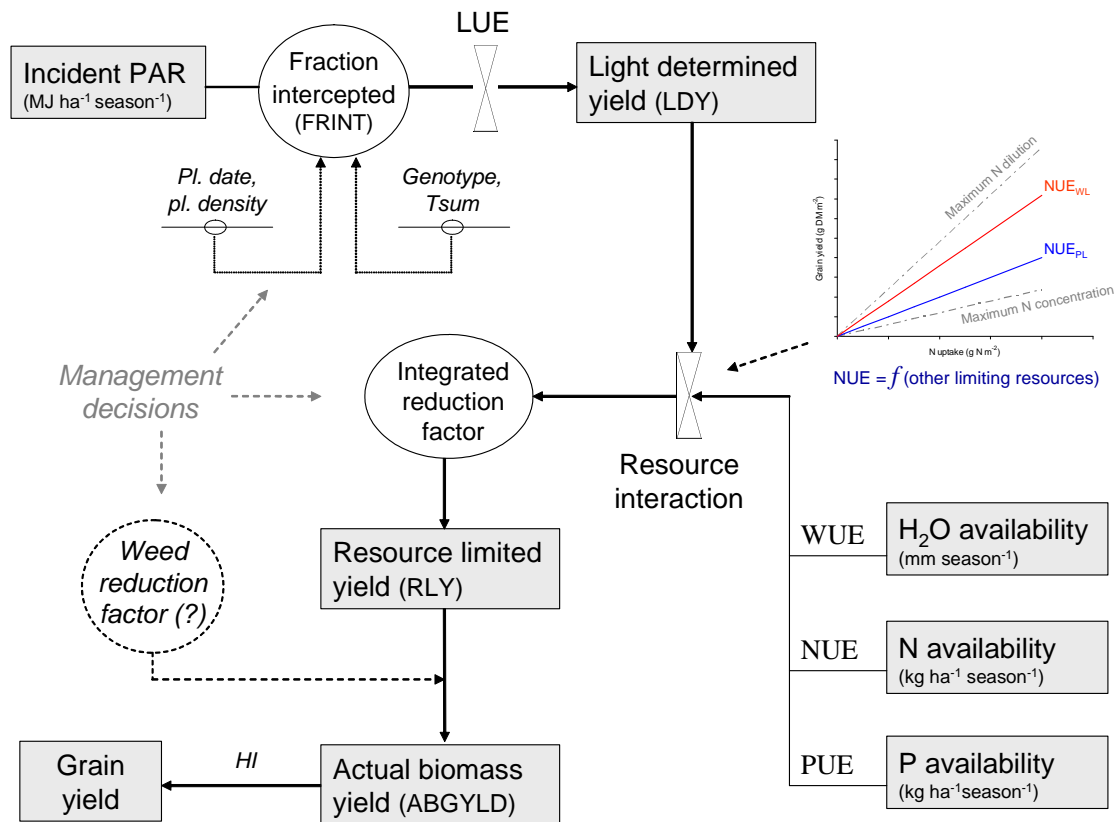 LUE
Incident PAR
(MJ ha⁻¹ season⁻¹)
Fraction
intercepted
(FRINT)
Light determined
yield (LDY)
Pl. date,
pl. density
Genotype,
Tsum
Grain yield (g DM m⁻²)
Maximum N dilution
NUE_WL
NUE_PL
Maximum N concentration
N uptake (g N m⁻²)
NUE = f (other limiting resources)
Management
decisions
Integrated
reduction
factor
Resource
interaction
Weed
reduction
factor (?)
Resource limited
yield (RLY)
WUE
H₂O availability
(mm season⁻¹)
NUE
N availability
(kg ha⁻¹ season⁻¹)
PUE
P availability
(kg ha⁻¹season⁻¹)
Grain
yield
HI
Actual biomass
yield (ABGYLD)